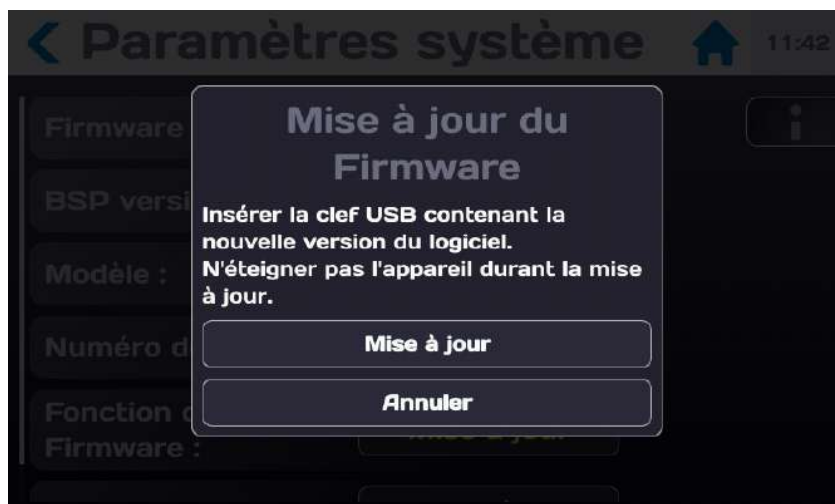 Paramètres système
11:42
Firmware
Mise à jour du
Firmware
BSP versi
Insérer la clef USB contenant la
nouvelle version du logiciel.
N'éteigner pas l'appareil durant la mise
à jour.
Modèle :
Numéro d
Mise à jour
Annuler
Fonction
Firmware :